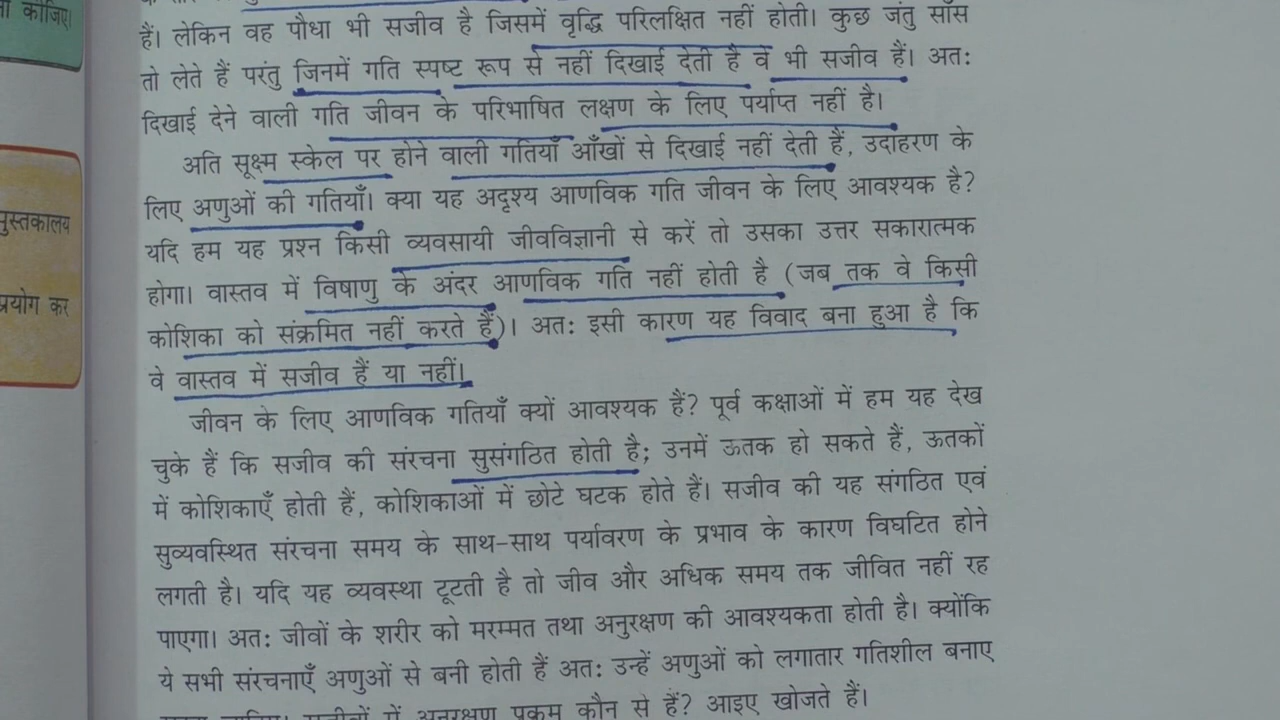 कीजिए।
पुस्तकालय
प्रयोग कर
हैं। लेकिन वह पौधा भी सजीव है जिसमें वृद्धि परिलक्षित नहीं होती। कुछ जंतु साँस
तो लेते हैं परंतु जिनमें गति स्पष्ट रूप से नहीं दिखाई देती है वे भी सजीव हैं। अतः
दिखाई देने वाली गति जीवन के परिभाषित लक्षण के लिए पर्याप्त नहीं है।
अति सूक्ष्म स्केल पर होने वाली गतियाँ आँखों से दिखाई नहीं देती हैं, उदाहरण के
लिए अणुओं की गतियाँ। क्या यह अदृश्य आणविक गति जीवन के लिए आवश्यक है?
यदि हम यह प्रश्न किसी व्यवसायी जीवविज्ञानी से करें तो उसका उत्तर सकारात्मक
होगा। वास्तव में विषाणु के अंदर आणविक गति नहीं होती है (जब तक वे किसी
कोशिका को संक्रमित नहीं करते हैं)। अतः इसी कारण यह विवाद बना हुआ है कि
वे वास्तव में सजीव हैं या नहीं।
जीवन के लिए आणविक गतियाँ क्यों आवश्यक हैं? पूर्व कक्षाओं में हम यह देख
चुके हैं कि सजीव की संरचना सुसंगठित होती है; उनमें ऊतक हो सकते हैं, ऊतकों
में कोशिकाएँ होती हैं, कोशिकाओं में छोटे घटक होते हैं। सजीव की यह संगठित एवं
सुव्यवस्थित संरचना समय के साथ-साथ पर्यावरण के प्रभाव के कारण विघटित होने
लगती है। यदि यह व्यवस्था टूटती है तो जीव और अधिक समय तक जीवित नहीं रह
पाएगा। अतः जीवों के शरीर को मरम्मत तथा अनुरक्षण की आवश्यकता होती है। क्योंकि
ये सभी संरचनाएँ अणुओं से बनी होती हैं अतः उन्हें अणुओं को लगातार गतिशील बनाए
में अनुरक्षण प्रक्रम कौन से हैं? आइए खोजते हैं।